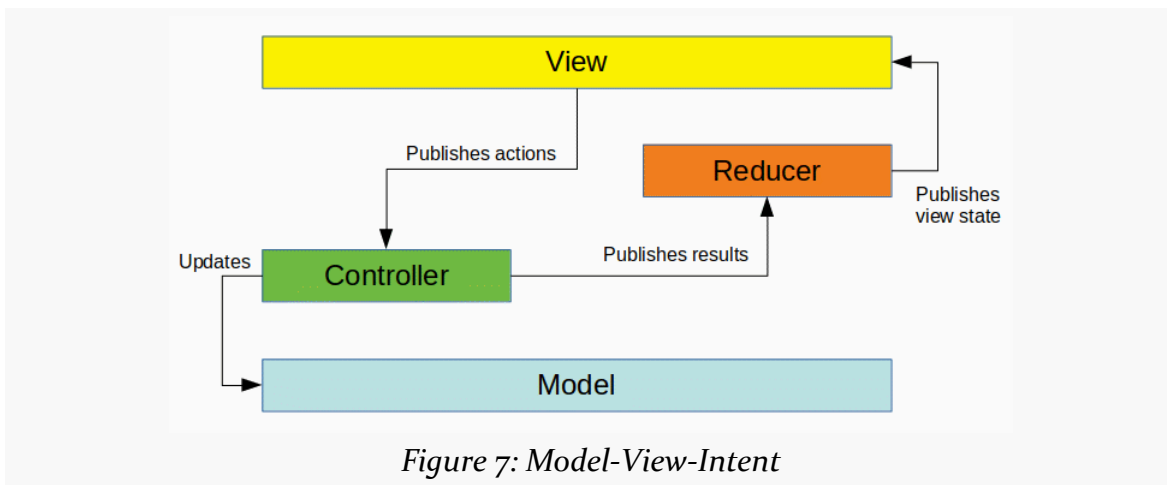 View
Publishes actions
Reducer
Publishes
view state
Updates
Controller
Publishes results
Model
Figure 7: Model-View-Intent